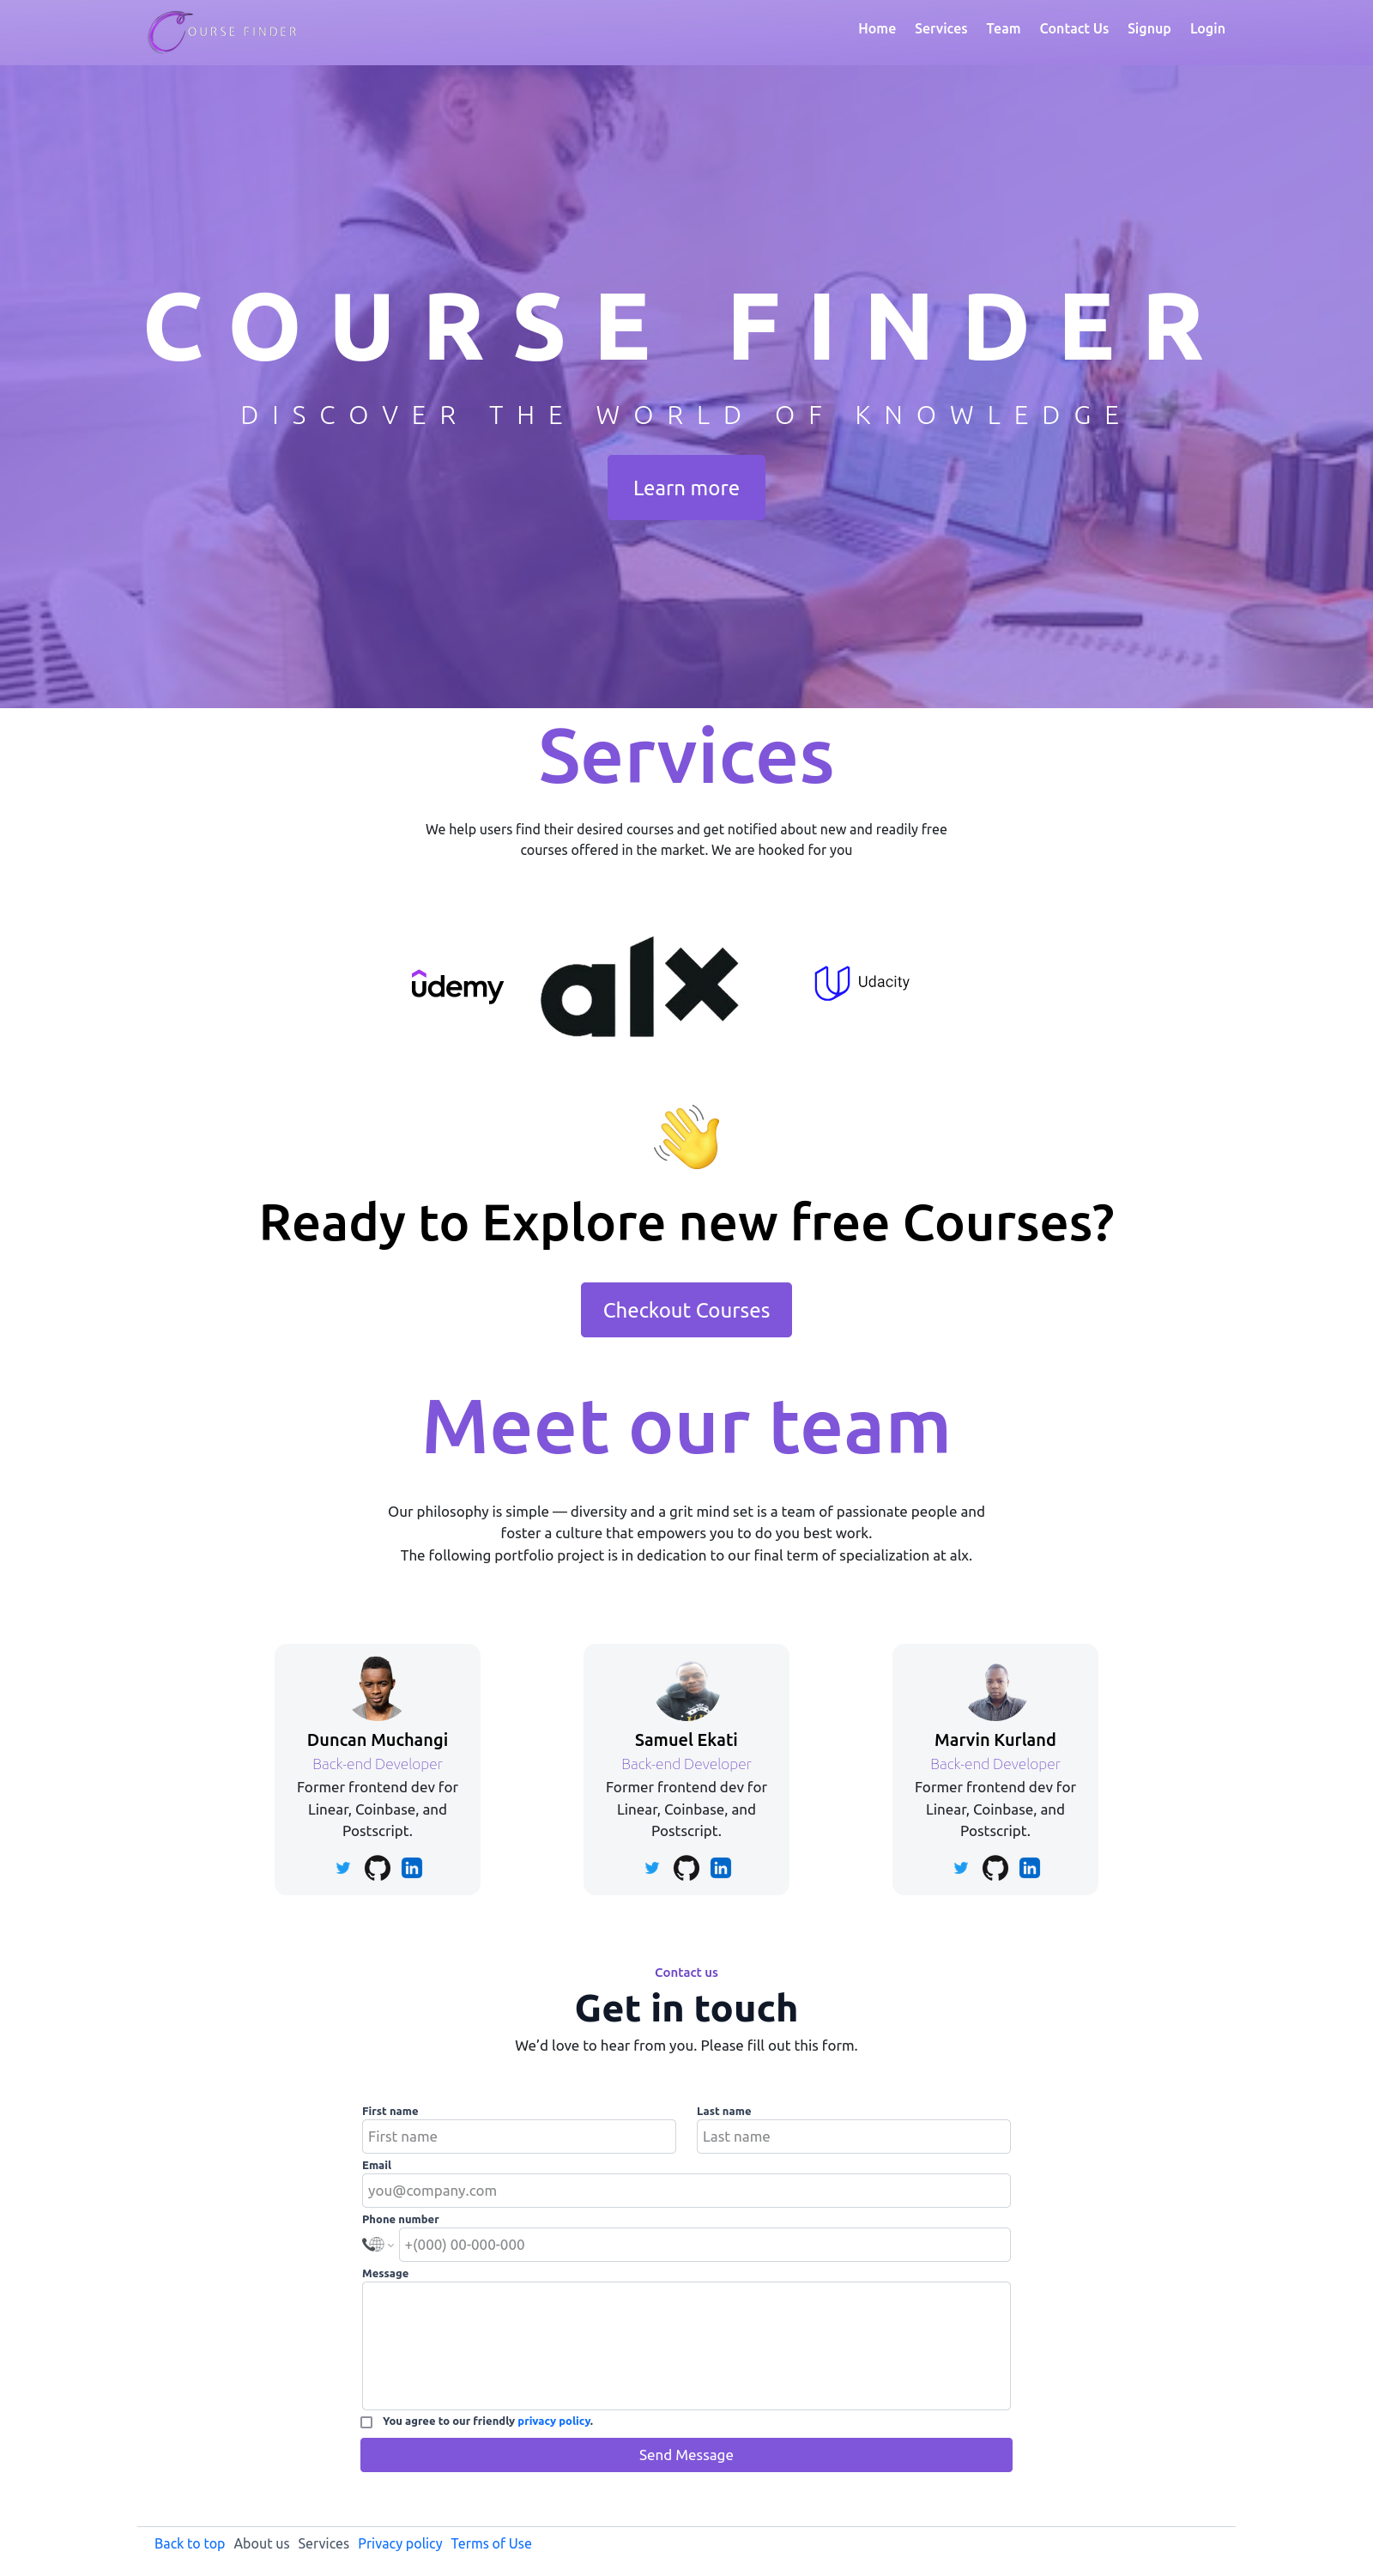 OURSE FINDER
Home Services Team Contact Us Signup Login
COURSE FINDER
DISCOVER THE WORLD OF KNOWLEDGE
Learn more
Services
We help users find their desired courses and get notified about new and readily free
courses offered in the market. We are hooked for you
udemy alx Udacity
Ready to Explore new free Courses?
Checkout Courses
Meet our team
Our philosophy is simple — diversity and a grit mind set is a team of passionate people and
foster a culture that empowers you to do you best work.
The following portfolio project is in dedication to our final term of specialization at alx.
Duncan Muchangi
Back-end Developer
Former frontend dev for
Linear, Coinbase, and
Postscript.
in
Samuel Ekati
Back-end Developer
Former frontend dev for
Linear, Coinbase, and
Postscript.
in
Marvin Kurland
Back-end Developer
Former frontend dev for
Linear, Coinbase, and
Postscript.
in
Contact us
Get in touch
We’d love to hear from you. Please fill out this form.
First name Last name
First name Last name
Email
you@company.com
Phone number
+(000) 00-000-000
Message
You agree to our friendly privacy policy.
Send Message
Back to top About us Services Privacy policy Terms of Use